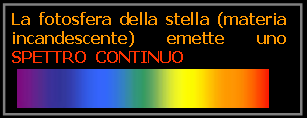 La fotosfera della stella (materia
incandescente) emette uno
SPETTRO CONTINUO